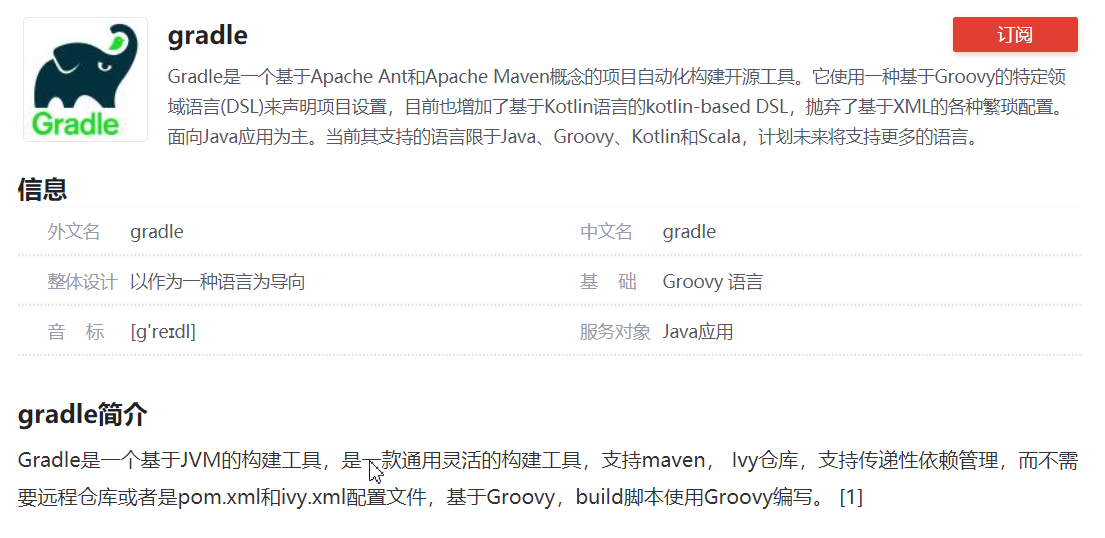 Gradle
gradle
订阅
Gradle是一个基于Apache Ant和Apache Maven概念的项目自动化构建开源工具。它使用一种基于Groovy的特定领
域语言(DSL)来声明项目设置，目前也增加了基于Kotlin语言的kotlin-based DSL，抛弃了基于XML的各种繁琐配置。
面向Java应用为主。当前其支持的语言限于Java、Groovy、Kotlin和Scala，计划未来将支持更多的语言。
信息
外文名 gradle 中文名 gradle
整体设计 以作为一种语言为导向 基 础 Groovy 语言
音 标 [g'reɪdl] 服务对象 Java应用
gradle简介
Gradle是一个基于JVM的构建工具，是一款通用灵活的构建工具，支持maven， Ivy仓库，支持传递性依赖管理，而不需
要远程仓库或者是pom.xml和ivy.xml配置文件，基于Groovy，build脚本使用Groovy编写。 [1]